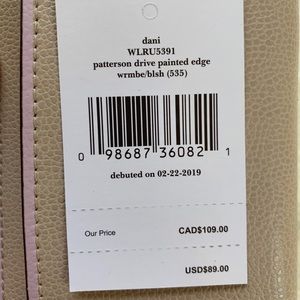 dani
WLRU5391
patterson drive painted edge
wrmbe/blsh (535)
0 98687 36082 1
debuted on 02-22-2019
Our Price CAD$109.00
USD$89.00